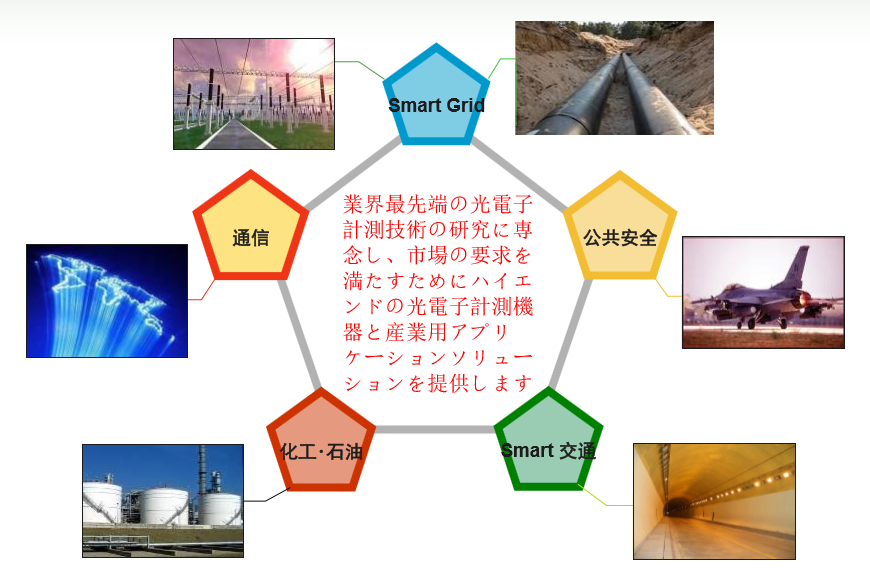 Smart Grid
通信
公共安全
業界最先端の光電子
計測技術の研究に専
念し、市場の要求を
満たすためにハイエ
ンドの光電子計測機
器と産業用アプリ
ケーションソリュー
ションを提供します
化工·石油
Smart 交通